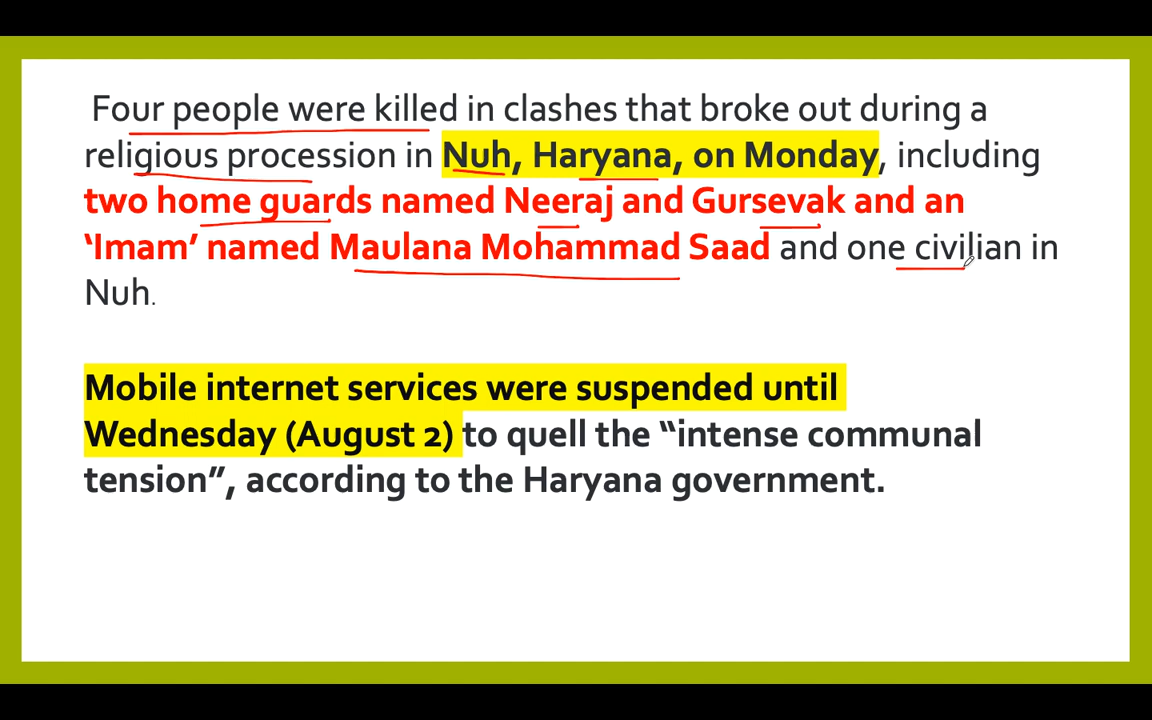 Four people were killed in clashes that broke out during a
religious procession in Nuh, Haryana, on Monday, including
two home guards named Neeraj and Gursevak and an
‘Imam’ named Maulana Mohammad Saad and one civilian in
Nuh.
Mobile internet services were suspended until
Wednesday (August 2) to quell the “intense communal
tension”, according to the Haryana government.